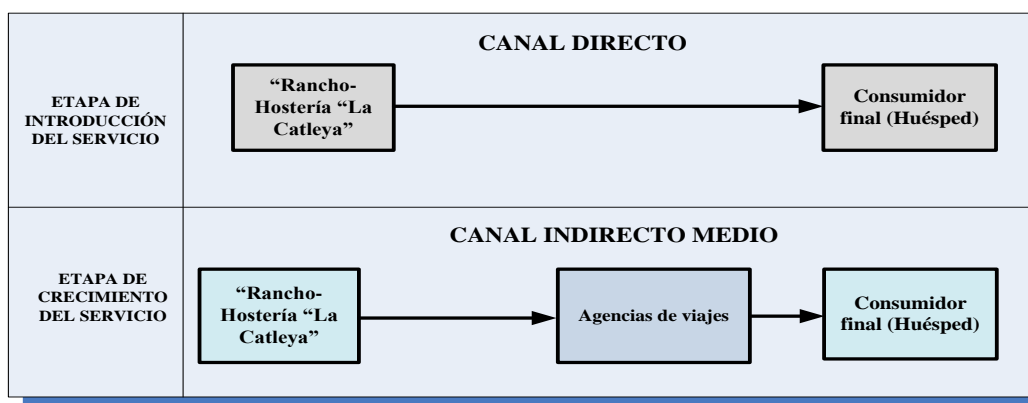 CANAL DIRECTO
ETAPA DE
INTRODUCCIÓN
DEL SERVICIO
“Rancho-
Hostería “La
Catleya”
Consumidor
final (Huésped)
CANAL INDIRECTO MEDIO
ETAPA DE
CRECIMIENTO
DEL SERVICIO
“Rancho-
Hostería “La
Catleya”
Agencias de viajes
Consumidor
final (Huésped)